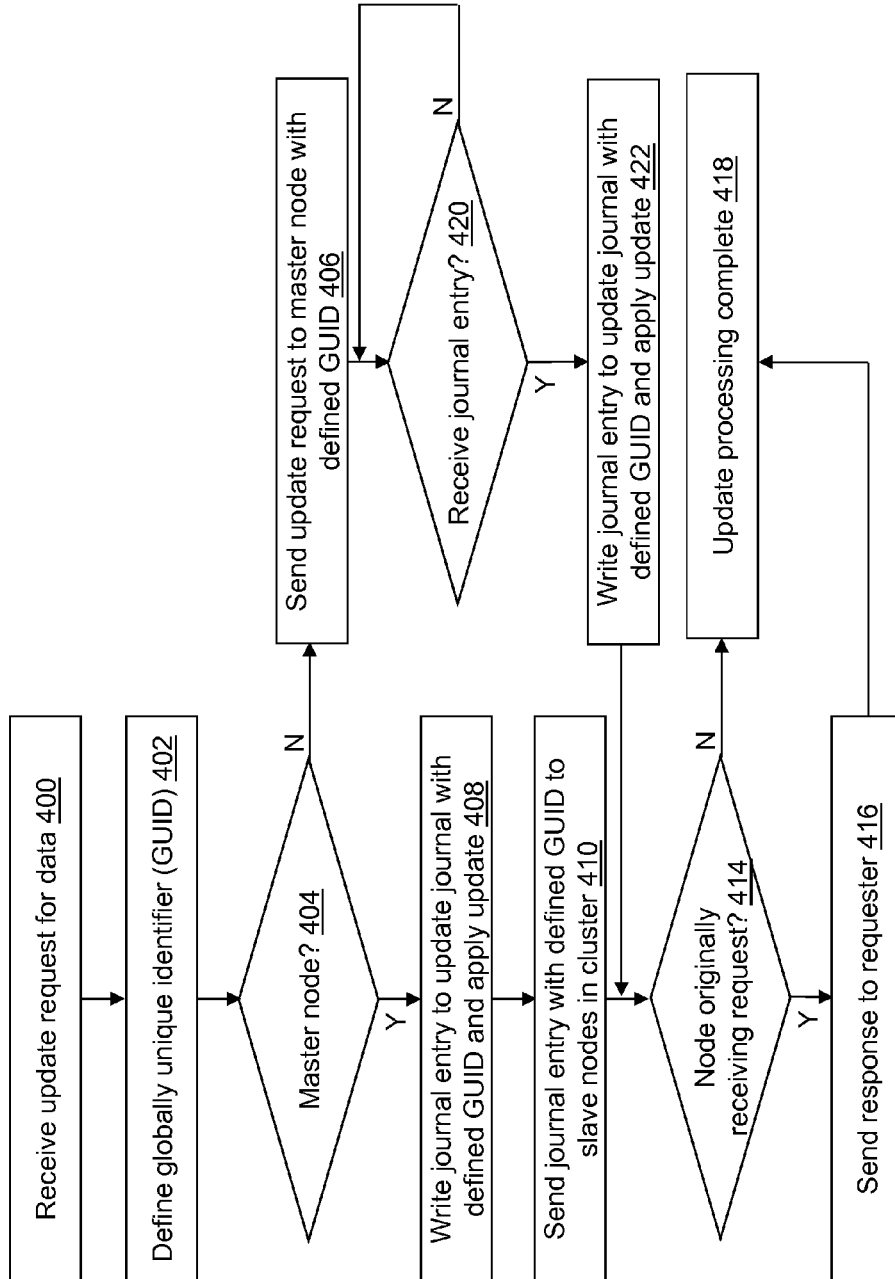 Receive update request for data 400
Define globally unique identifier (GUID) 402
Master node? 404
N
Y
Send update request to master node with
defined GUID 406
Receive journal entry? 420
N
Y
Write journal entry to update journal with
defined GUID and apply update 422
Write journal entry to update journal with
defined GUID and apply update 408
Send journal entry with defined GUID to
slave nodes in cluster 410
Node originally
receiving request? 414
N
Y
Update processing complete 418
Send response to requester 416